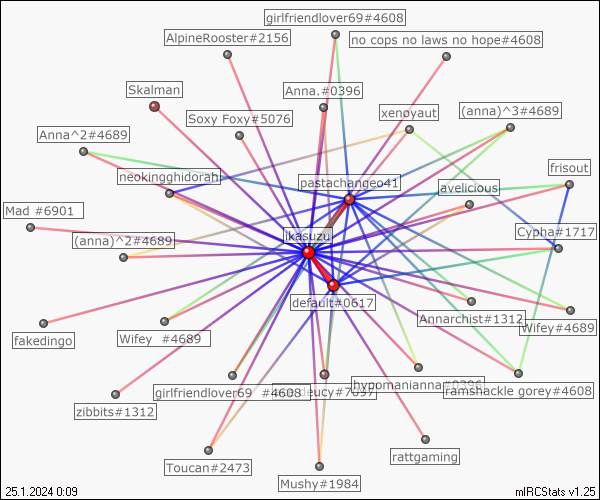 girlfriendlover69#4608
AlpineRooster#2156
no cops no laws no hope#4608
Skalman
Anna.#0396
Soxy Foxy#5076
xenoyaut
(anna)^3#4689
Anna^2#4689
neokingghidorah
pastachangeo41
avelicious
frisout
Mad #6901
(anna)^2#4689
ikasuzu
Cypha#1717
default#0617
Annarchist#1312
Wifey#4689
fakedingo
Wifey #4689
girlfriendlover69 #4608
hypomanianna#0396
ramshackle gorey#4608
zibbits#1312
rattgaming
Toucan#2473
Mushy#1984
25.1.2024 0:09
mIRCStats v1.25